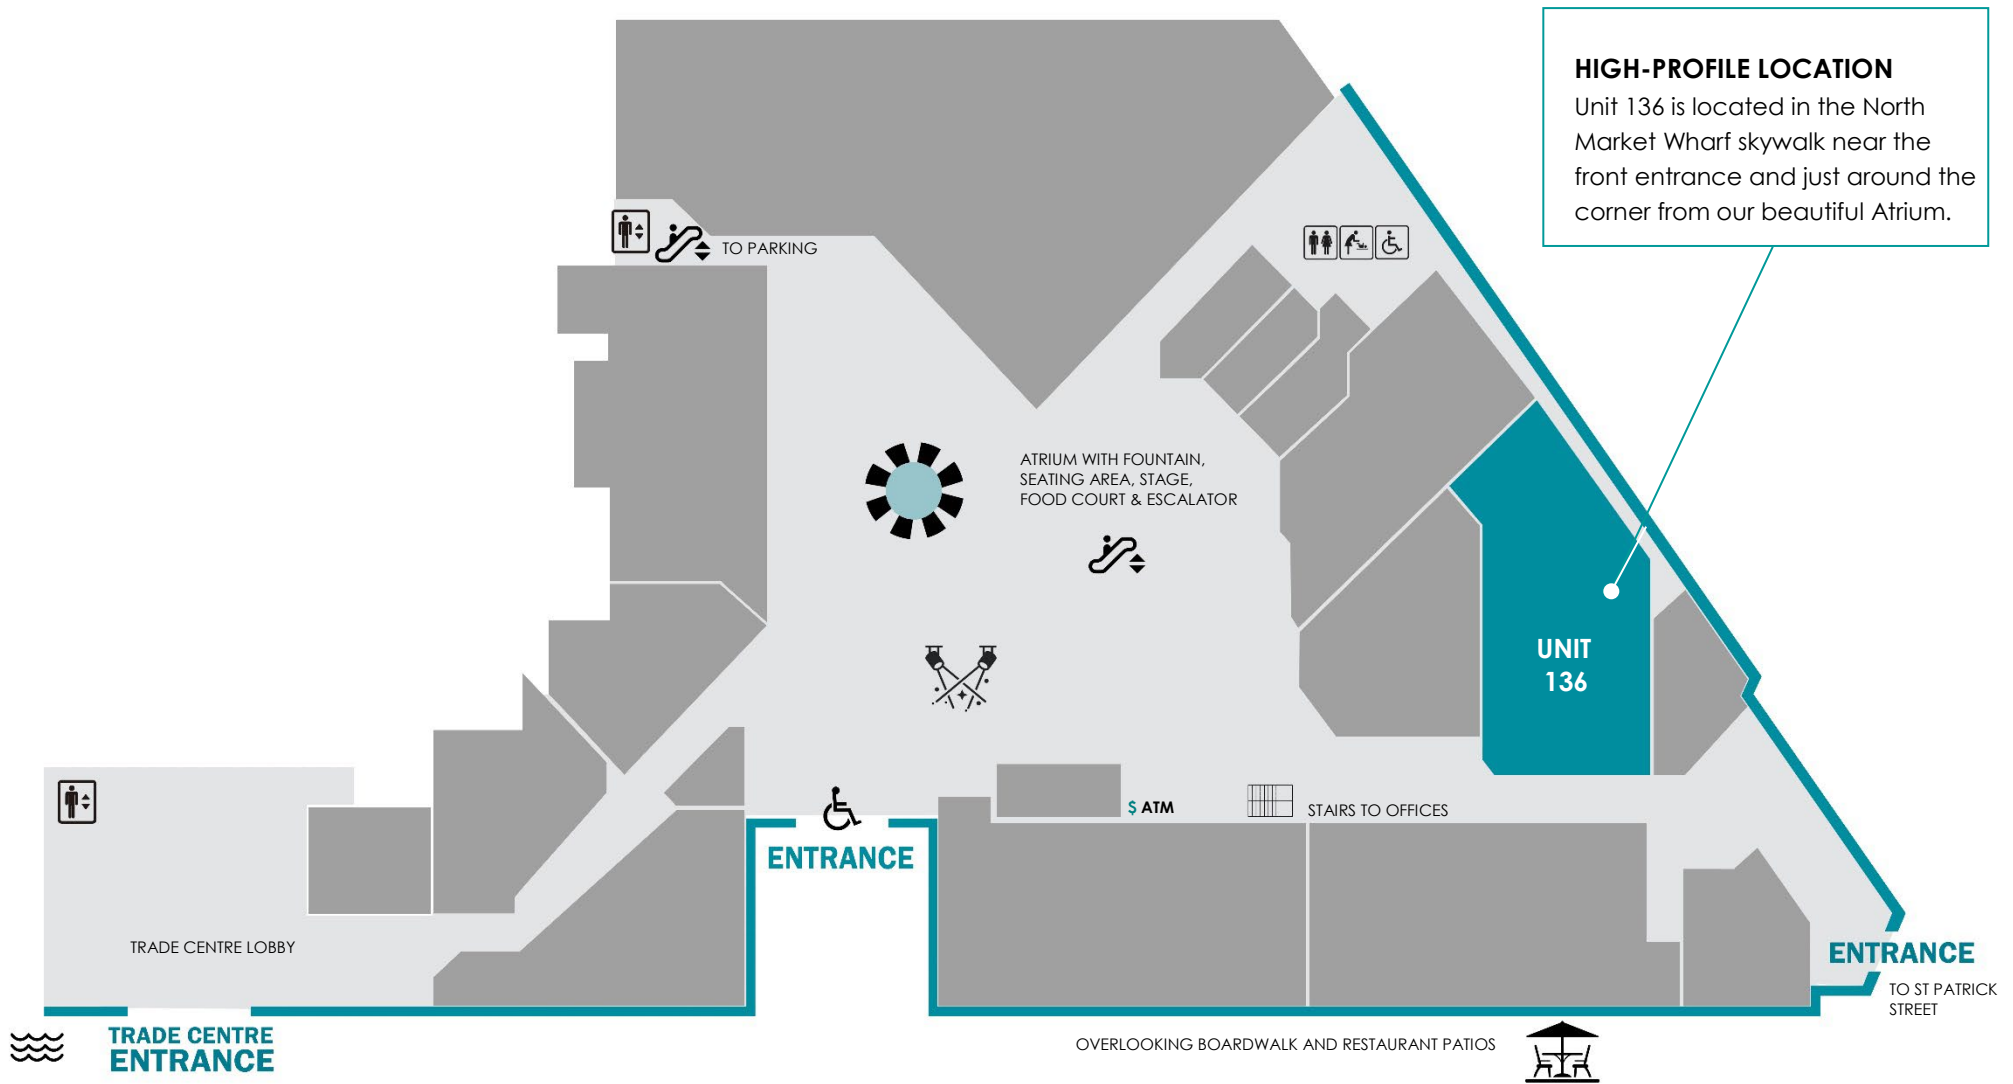 HIGH-PROFILE LOCATION
Unit 136 is located in the North
Market Wharf skywalk near the
front entrance and just around the
corner from our beautiful Atrium.
TO PARKING
ATRIUM WITH FOUNTAIN,
SEATING AREA, STAGE,
FOOD COURT & ESCALATOR
UNIT
136
$ ATM
STAIRS TO OFFICES
ENTRANCE
TRADE CENTRE LOBBY
ENTRANCE
TO ST PATRICK
STREET
TRADE CENTRE
ENTRANCE
OVERLOOKING BOARDWALK AND RESTAURANT PATIOS